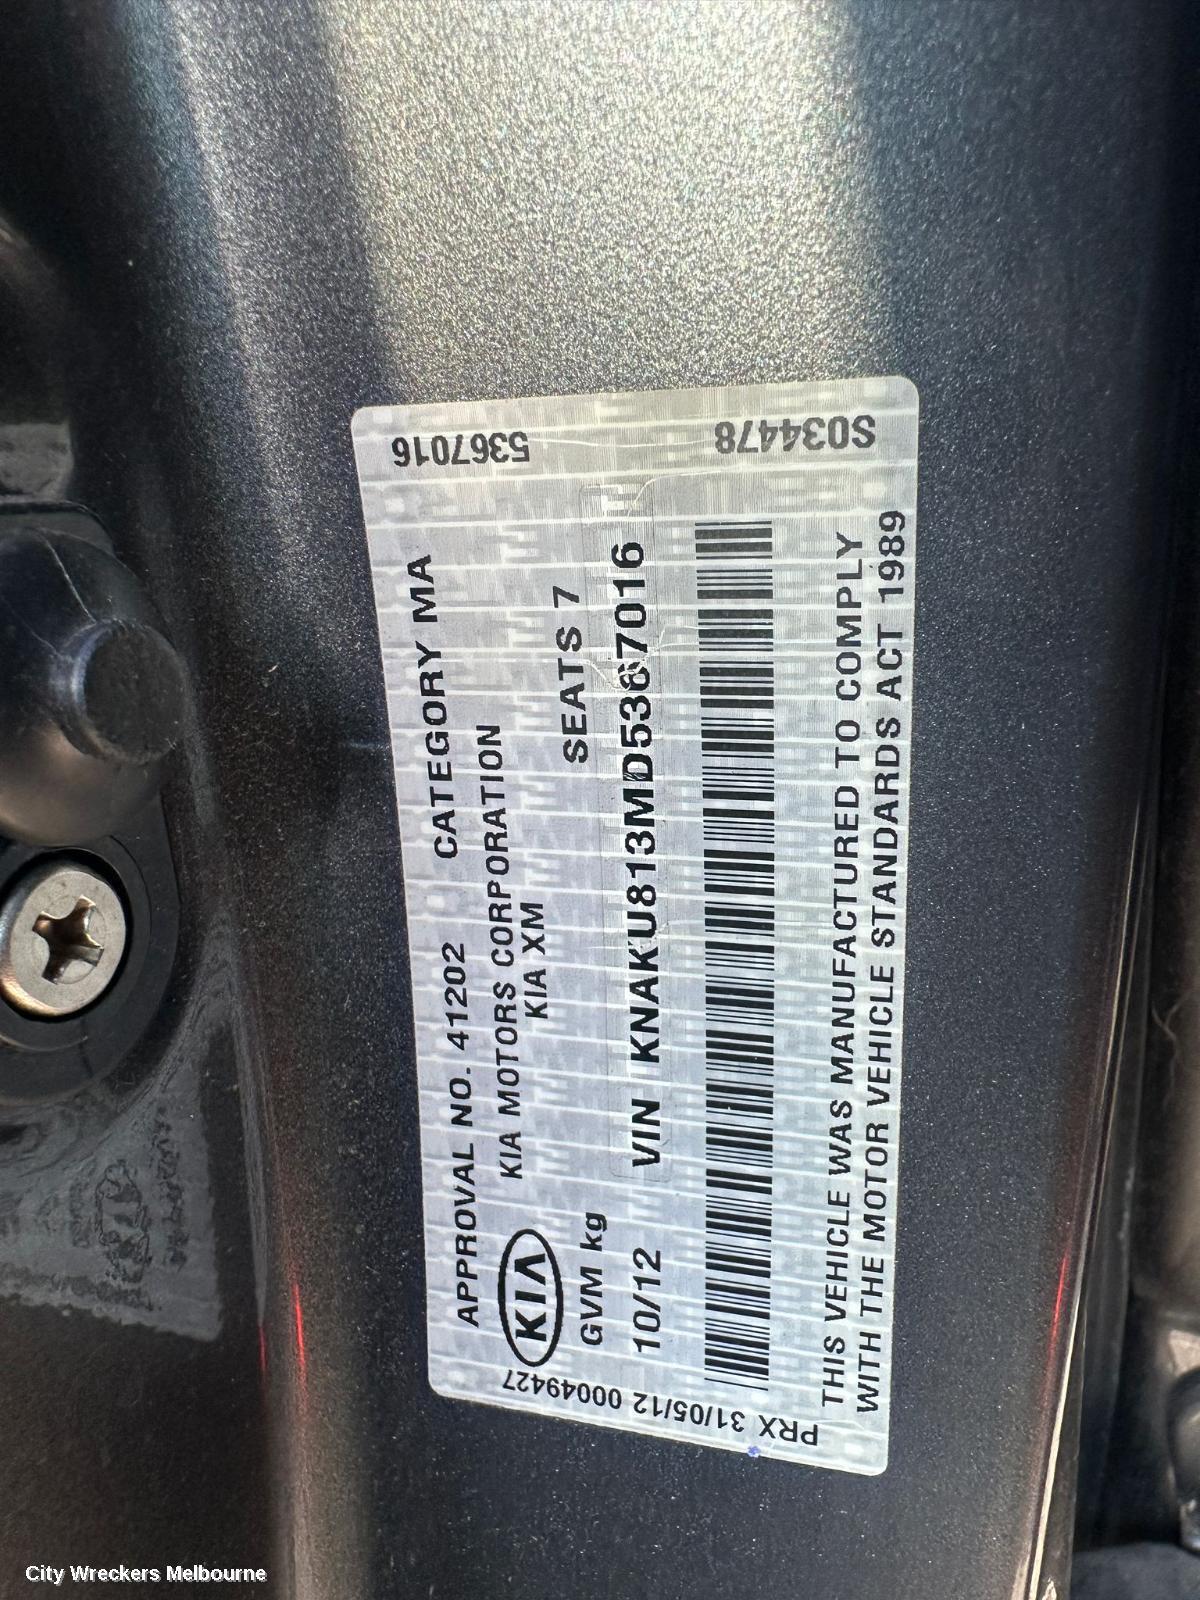 5367016
S034478
APPROVAL NO. 41202 CATEGORY MA
KIA MOTORS CORPORATION
KIA XM
KIA
GVM kg SEATS 7
10/12 VIN KNAKU813MD5367016
THIS VEHICLE WAS MANUFACTURED TO COMPLY
WITH THE MOTOR VEHICLE STANDARDS ACT 1989
PRX 31/05/12 00049427
City Wreckers Melbourne